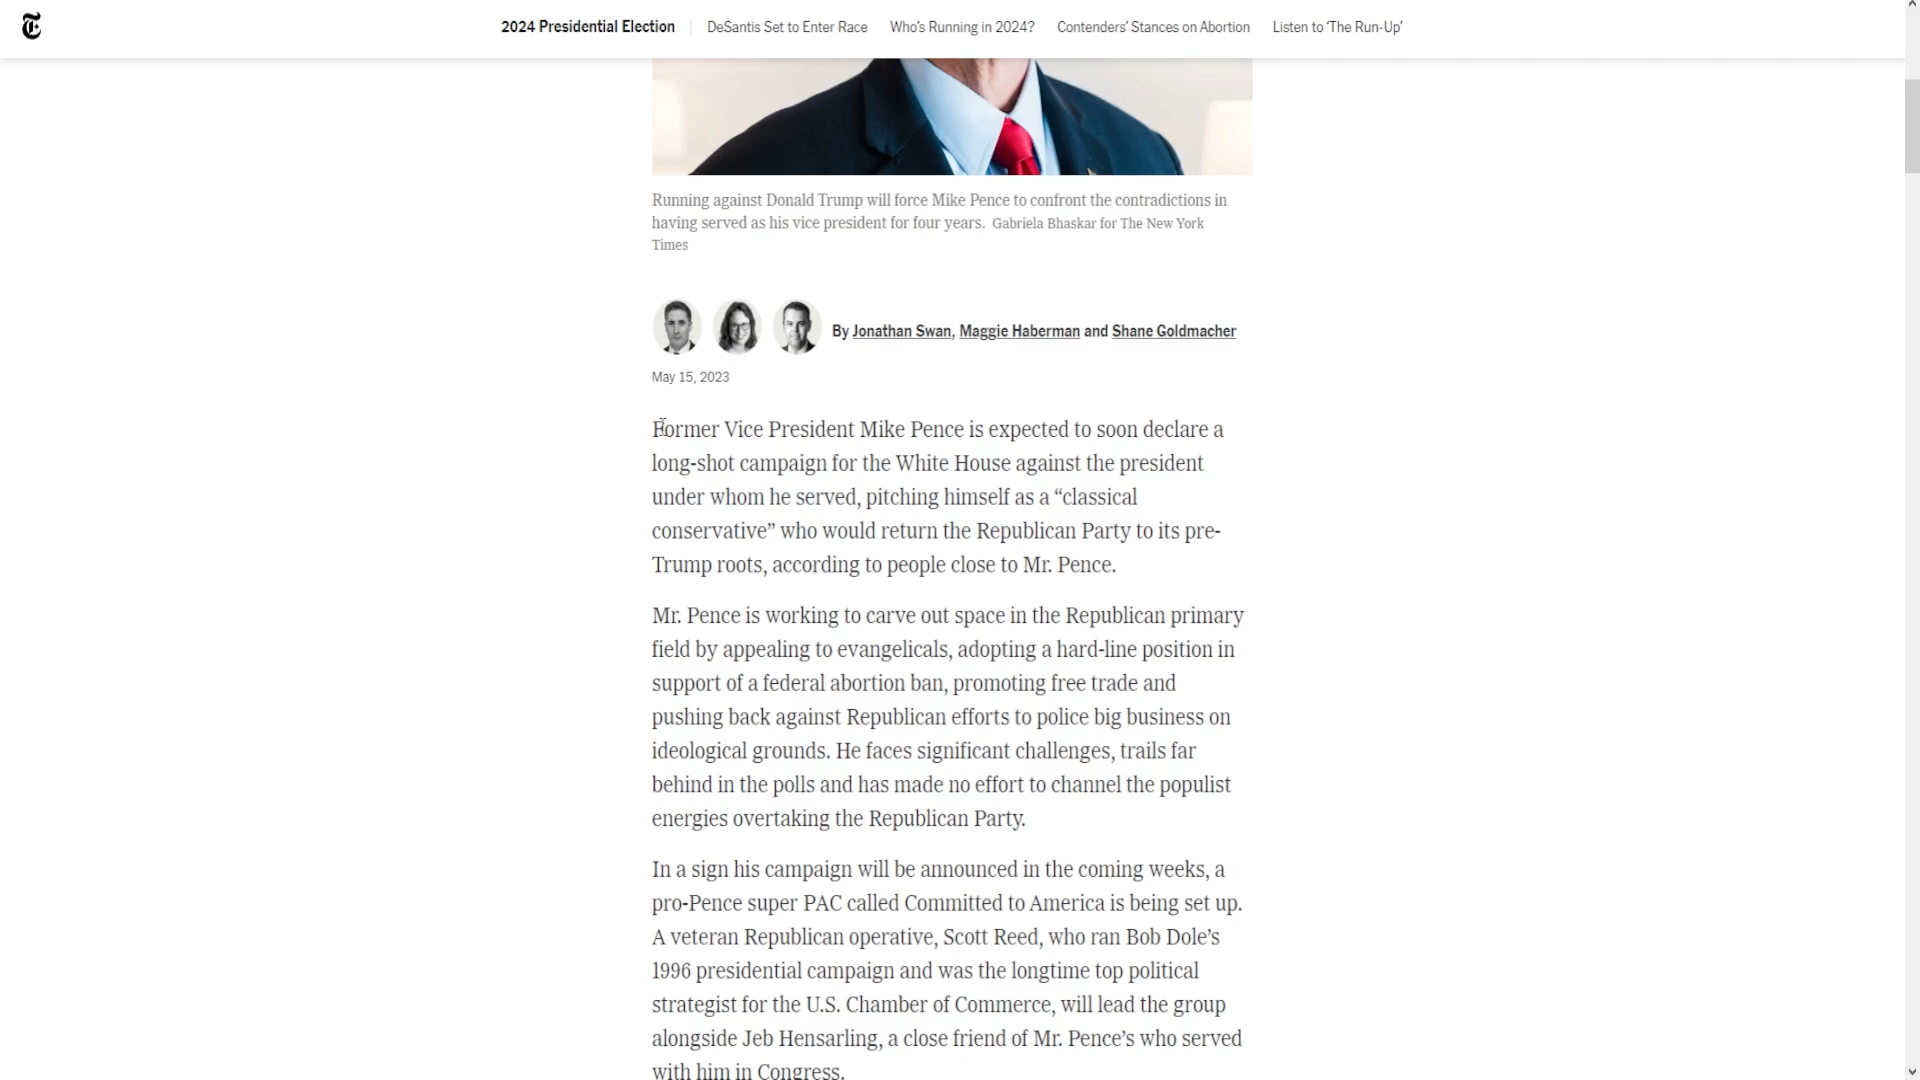 2024 Presidential Election DeSantis Set to Enter Race Who's Running in 2024? Contenders' Stances on Abortion Listen to 'The Run-Up'
Running against Donald Trump will force Mike Pence to confront the contradictions in
having served as his vice president for four years. Gabriela Bhaskar for The New York
Times
By Jonathan Swan, Maggie Haberman and Shane Goldmacher
May 15, 2023
Former Vice President Mike Pence is expected to soon declare a
long-shot campaign for the White House against the president
under whom he served, pitching himself as a “classical
conservative” who would return the Republican Party to its pre-
Trump roots, according to people close to Mr. Pence.
Mr. Pence is working to carve out space in the Republican primary
field by appealing to evangelicals, adopting a hard-line position in
support of a federal abortion ban, promoting free trade and
pushing back against Republican efforts to police big business on
ideological grounds. He faces significant challenges, trails far
behind in the polls and has made no effort to channel the populist
energies overtaking the Republican Party.
In a sign his campaign will be announced in the coming weeks, a
pro-Pence super PAC called Committed to America is being set up.
A veteran Republican operative, Scott Reed, who ran Bob Dole’s
1996 presidential campaign and was the longtime top political
strategist for the U.S. Chamber of Commerce, will lead the group
alongside Jeb Hensarling, a close friend of Mr. Pence’s who served
with him in Congress.